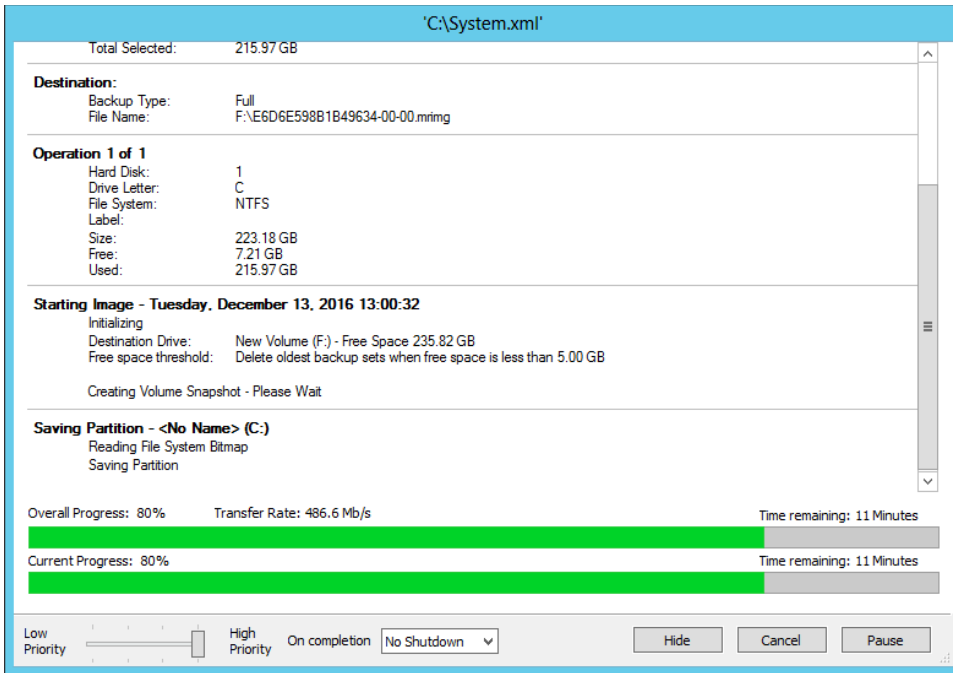 'C:\System.xml'
Total Selected: 215.97 GB
Destination:
Backup Type: Full
File Name: F:\E6D6E598B1B49634-00-00.mrimg
Operation 1 of 1
Hard Disk: 1
Drive Letter: C
File System: NTFS
Label:
Size: 223.18 GB
Free: 7.21 GB
Used: 215.97 GB
Starting Image - Tuesday, December 13, 2016 13:00:32
Initializing
Destination Drive: New Volume (F:) - Free Space 235.82 GB
Free space threshold: Delete oldest backup sets when free space is less than 5.00 GB
Creating Volume Snapshot - Please Wait
Saving Partition - <No Name> (C:)
Reading File System Bitmap
Saving Partition
Overall Progress: 80% Transfer Rate: 486.6 Mb/s Time remaining: 11 Minutes
Current Progress: 80% Time remaining: 11 Minutes
Low Priority High Priority On completion No Shutdown Hide Cancel Pause